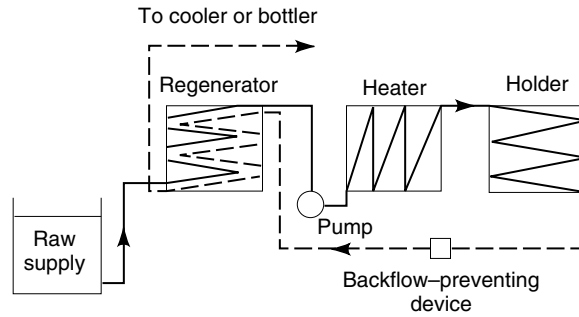 To cooler or bottler
Regenerator
Heater
Holder
Raw
supply
Pump
Backflow–preventing
device